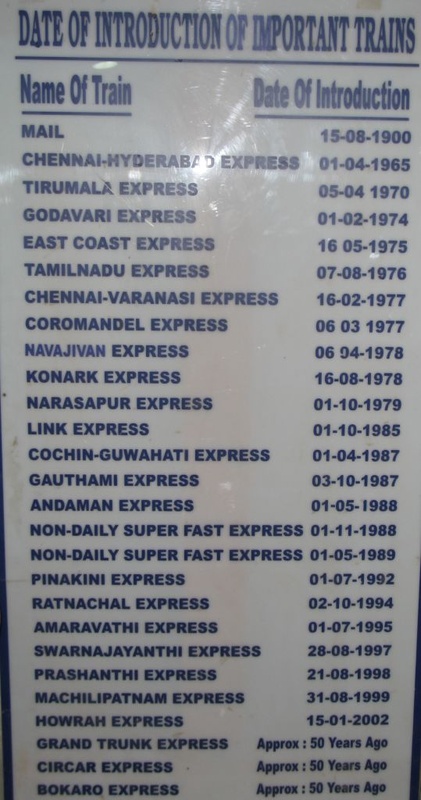 DATE OF INTRODUCTION OF IMPORTANT TRAINS
Name Of Train Date Of Introduction
MAIL 15-08-1900
CHENNAI-HYDERABAD EXPRESS 01-04-1965
TIRUMALA EXPRESS 05-04 1970
GODAVARI EXPRESS 01-02-1974
EAST COAST EXPRESS 16 05-1975
TAMILNADU EXPRESS 07-08-1976
CHENNAI-VARANASI EXPRESS 16-02-1977
COROMANDEL EXPRESS 06 03 1977
NAVAJIVAN EXPRESS 06 04-1978
KONARK EXPRESS 16-08-1978
NARASAPUR EXPRESS 01-10-1979
LINK EXPRESS 01-10-1985
COCHIN-GUWAHATI EXPRESS 01-04-1987
GAUTHAMI EXPRESS 03-10-1987
ANDAMAN EXPRESS 01-05-1988
NON-DAILY SUPER FAST EXPRESS 01-11-1988
NON-DAILY SUPER FAST EXPRESS 01-05-1989
PINAKINI EXPRESS 01-07-1992
RATNACHAL EXPRESS 02-10-1994
AMARAVATHI EXPRESS 01-07-1995
SWARNAJAYANTHI EXPRESS 28-08-1997
PRASHANTHI EXPRESS 21-08-1998
MACHILIPATNAM EXPRESS 31-08-1999
HOWRAH EXPRESS 15-01-2002
GRAND TRUNK EXPRESS Approx : 50 Years Ago
CIRCAR EXPRESS Approx : 50 Years Ago
BOKARO EXPRESS Approx : 50 Years Ago